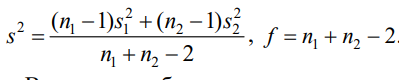 s² = ((n₁ − 1)s₁² + (n₂ − 1)s₂²) / (n₁ + n₂ − 2), f = n₁ + n₂ − 2.